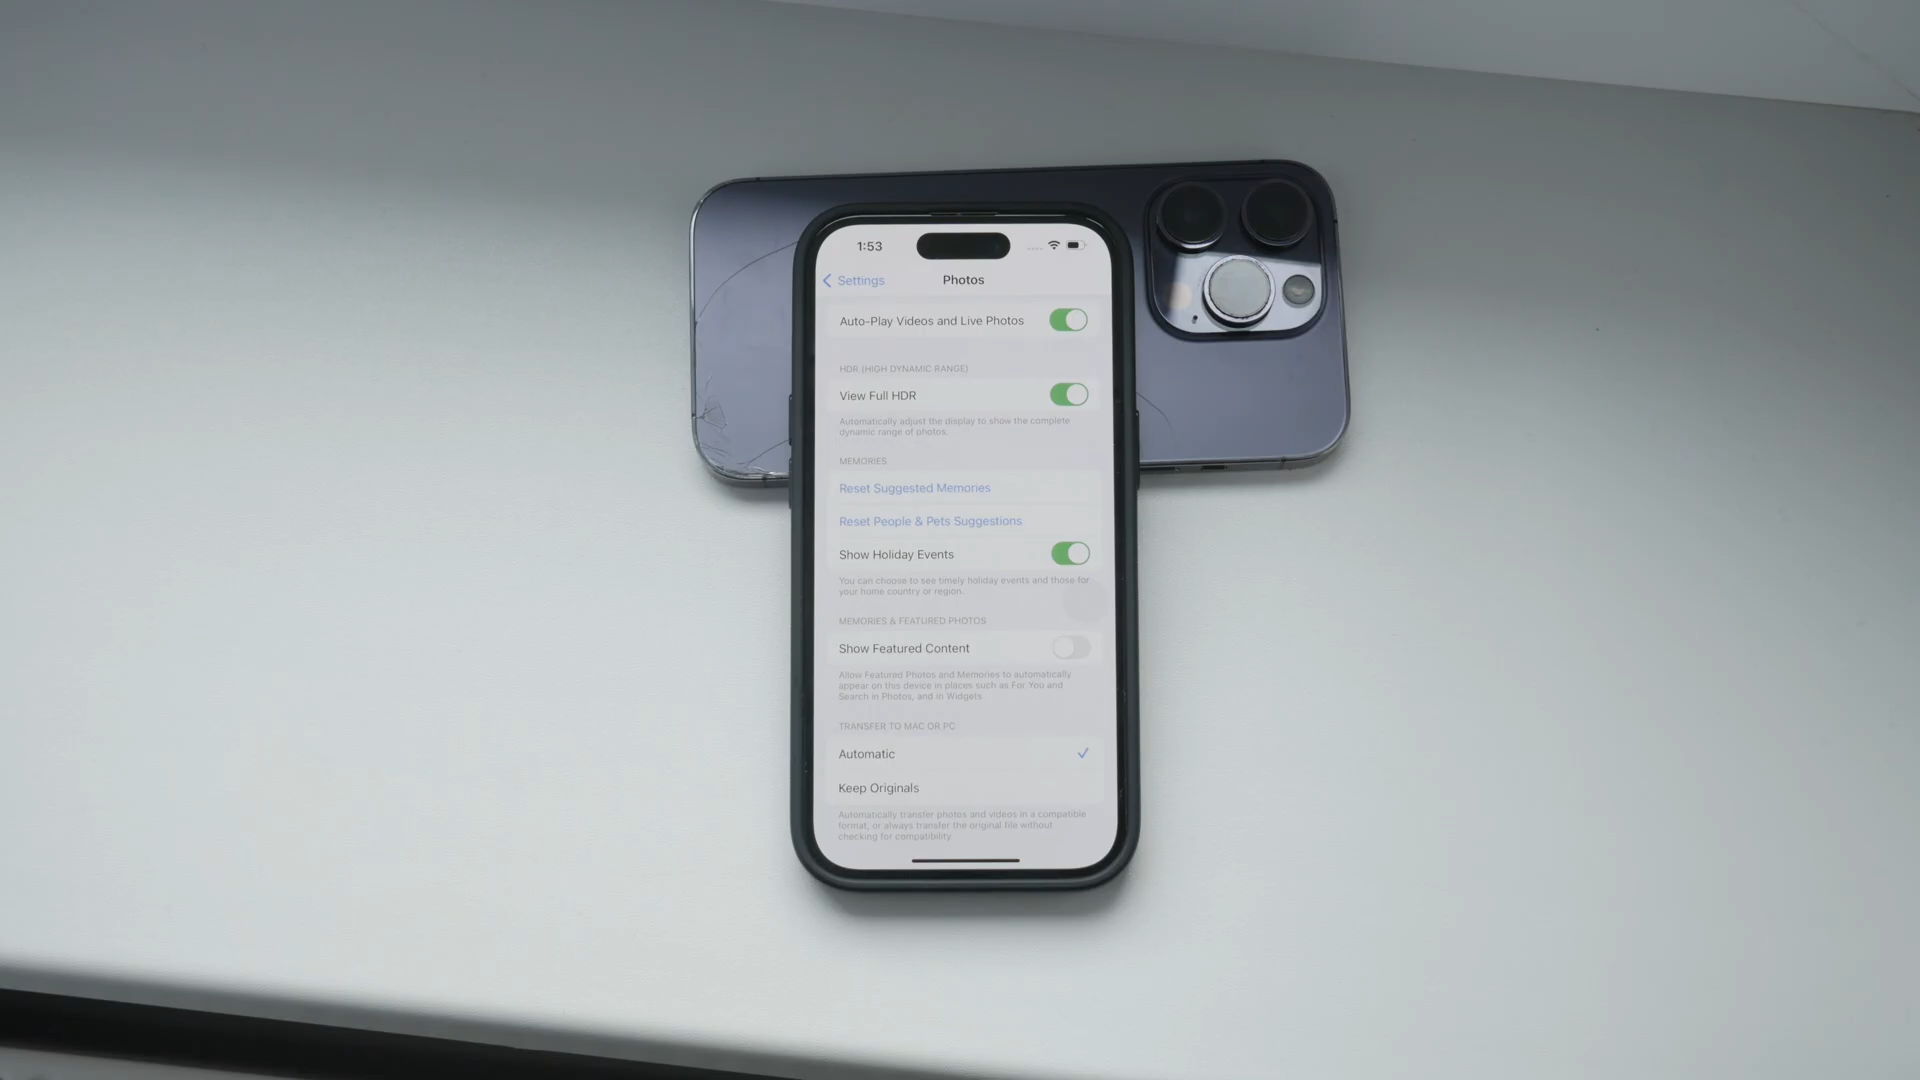 1:53
Settings
Photos
Auto-Play Videos and Live Photos
HDR (HIGH DYNAMIC RANGE)
View Full HDR
Automatically adjust the display to show the complete
dynamic range of photos.
MEMORIES
Reset Suggested Memories
Reset People & Pets Suggestions
Show Holiday Events
You can choose to see timely holiday events and those for
your home country or region.
MEMORIES & FEATURED PHOTOS
Show Featured Content
Allow Featured Photos and Memories to automatically
appear on this device in places such as For You and
Search in Photos, and in Widgets.
TRANSFER TO MAC OR PC
Automatic
Keep Originals
Automatically transfer photos and videos in a compatible
format, or always transfer the original file without
checking for compatibility.